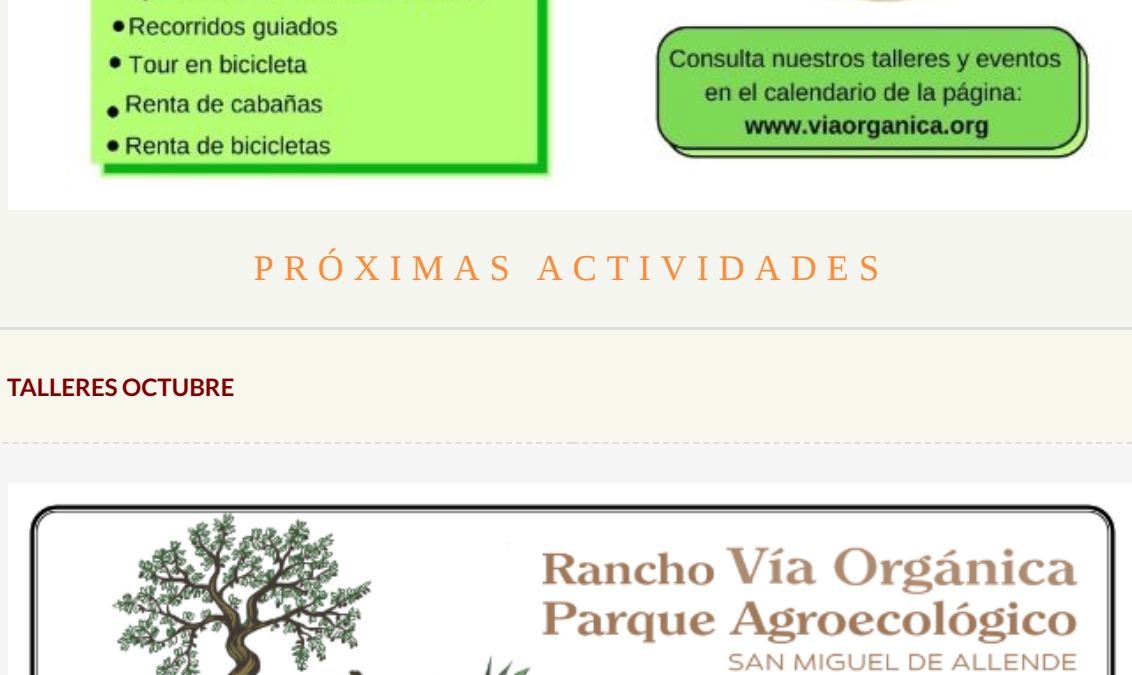 Recorridos guiados
Tour en bicicleta
Renta de cabañas
Renta de bicicletas
Consulta nuestros talleres y eventos
en el calendario de la página:
www.viaorganica.org
PRÓXIMAS ACTIVIDADES
TALLERES OCTUBRE
Rancho Vía Orgánica
Parque Agroecológico
SAN MIGUEL DE ALLENDE